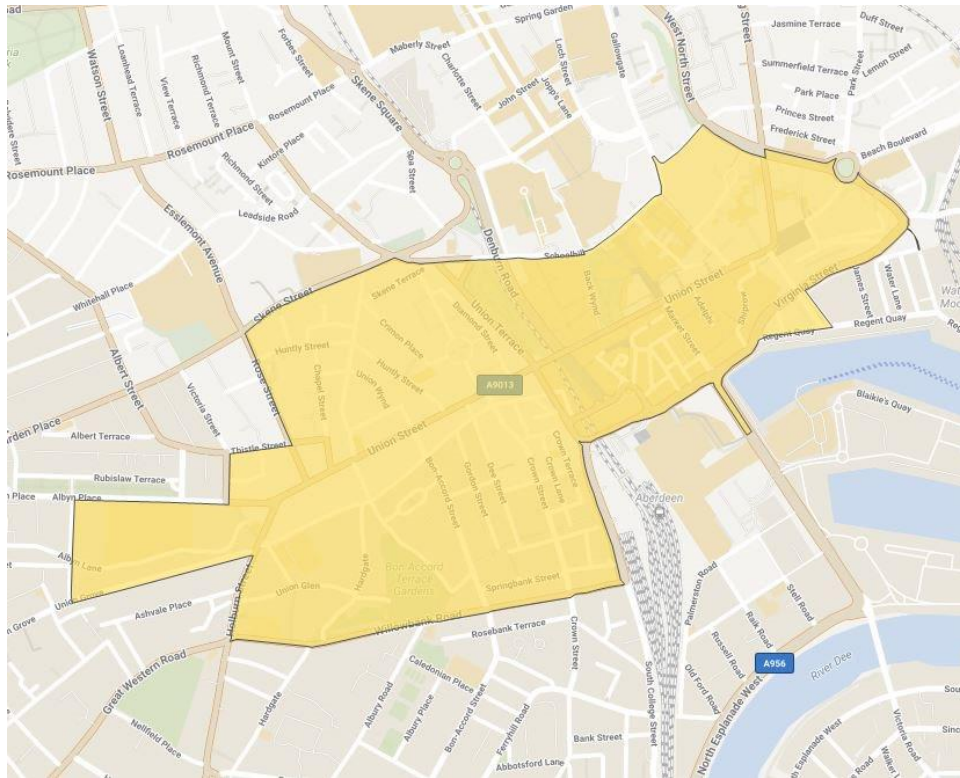 Spring Garden
Jasmine Terrace
Duff Street
Maberly Street
Loch Street
Gallowgate
West North Street
Lemon Street
Summerfield Terrace
Watson Street
Loanhead Terrace
View Terrace
Richmond Terrace
Mount Street
Forbes Street
Skene Square
Charlotte Street
John Street
Jopp's Lane
Park Place
Park Street
Princes Street
Frederick Street
Beach Boulevard
Rosemount Place
Rosemount Place
Rosemount Place
Kintore Place
Richmond Street
Spa Street
Leadside Road
Esslemont Avenue
Denburn Road
Schoolhill
Back Wynd
Union Street
Adelphi
Virginia Street
James Street
Water Lane
Whitehall Place
Skene Street
Skene Terrace
Union Terrace
Diamond Street
Market Street
Regent Quay
Regent Quay
Albert Street
Huntly Street
Crimon Place
Huntly Street
Union Wynd
Chapel Street
Rose Street
A9013
Blaikie's Quay
Victoria Street
Albert Terrace
Thistle Street
Union Street
Rubislaw Terrace
Albyn Place
Bon-Accord Street
Gordon Street
Dee Street
Crown Street
Crown Lane
Crown Terrace
Aberdeen
Albyn Lane
Union Grove
Ashvale Place
Holburn Street
Union Glen
Hardgate
Bon Accord
Terrace
Gardens
Springbank Street
Willowbank Road
Rosebank Terrace
Crown Street
Palmerston Road
Stell Road
Raik Road
Russell Road
Old Ford Road
A956
River Dee
Great Western Road
Nellfield Place
Hardgate
Caledonian Place
Albury Road
Albury Place
Bon-Accord Street
Ferryhill Road
Bank Street
Abbotsford Lane
South College Street
North Esplanade West
Esplanade West
Victoria Road